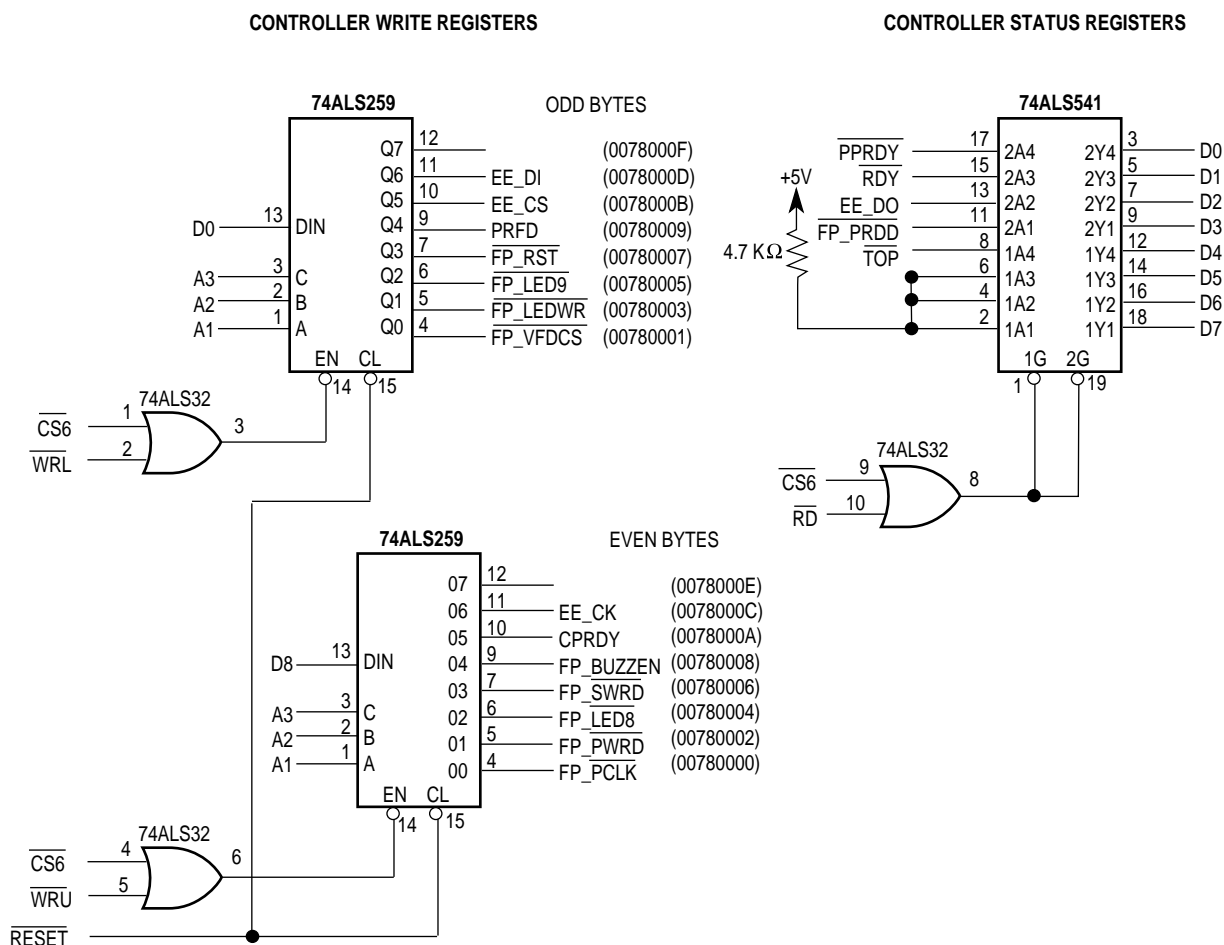 CONTROLLER WRITE REGISTERS
CONTROLLER STATUS REGISTERS
74ALS259
ODD BYTES
Q7 12 (0078000F)
Q6 11 EE_DI (0078000D)
Q5 10 EE_CS (0078000B)
D0 13 DIN Q4 9 PRFD (00780009)
Q3 7 FP_RST (00780007)
A3 3 C Q2 6 FP_LED9 (00780005)
A2 2 B Q1 5 FP_LEDWR (00780003)
A1 1 A Q0 4 FP_VFDCS (00780001)
EN CL
14 15
74ALS32
CS6 1 3
WRL 2
74ALS541
PPRDY 17 2A4 2Y4 3 D0
RDY 15 2A3 2Y3 5 D1
EE_DO 13 2A2 2Y2 7 D2
FP_PRDD 11 2A1 2Y1 9 D3
TOP 8 1A4 1Y4 12 D4
6 1A3 1Y3 14 D5
4 1A2 1Y2 16 D6
2 1A1 1Y1 18 D7
+5V
4.7 KΩ
1G 2G
1 19
74ALS32
CS6 9 8
RD 10
74ALS259
EVEN BYTES
07 12 (0078000E)
06 11 EE_CK (0078000C)
05 10 CPRDY (0078000A)
D8 13 DIN 04 9 FP_BUZZEN (00780008)
03 7 FP_SWRD (00780006)
A3 3 C 02 6 FP_LED8 (00780004)
A2 2 B 01 5 FP_PWRD (00780002)
A1 1 A 00 4 FP_PCLK (00780000)
EN CL
14 15
74ALS32
CS6 4 6
WRU 5
RESET